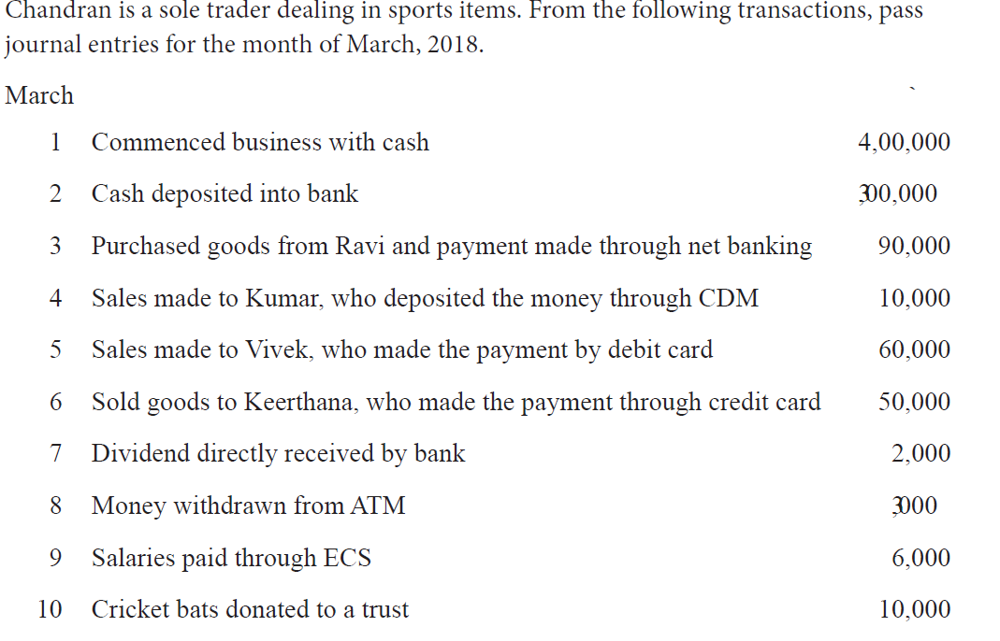 Chandran is a sole trader dealing in sports items. From the following transactions, pass
journal entries for the month of March, 2018.
March `
1 Commenced business with cash 4,00,000
2 Cash deposited into bank 300,000
3 Purchased goods from Ravi and payment made through net banking 90,000
4 Sales made to Kumar, who deposited the money through CDM 10,000
5 Sales made to Vivek, who made the payment by debit card 60,000
6 Sold goods to Keerthana, who made the payment through credit card 50,000
7 Dividend directly received by bank 2,000
8 Money withdrawn from ATM 3000
9 Salaries paid through ECS 6,000
10 Cricket bats donated to a trust 10,000